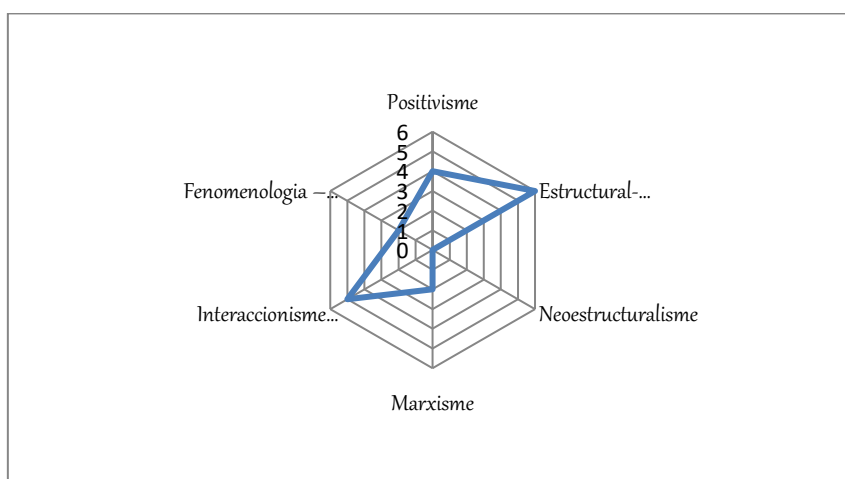 Positivisme
6
5
4
3
2
1
0
Estructural-...
Neoestructuralisme
Marxisme
Interaccionisme...
Fenomenologia –...